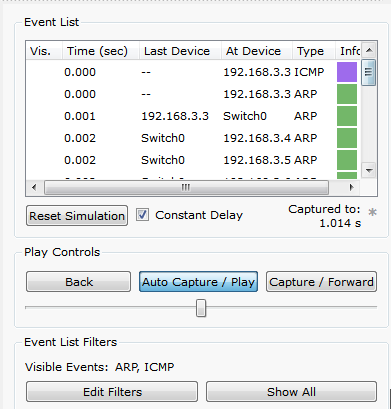 Event List
Vis. Time (sec) Last Device At Device Type Info
0.000 -- 192.168.3.3 ICMP
0.000 -- 192.168.3.3 ARP
0.001 192.168.3.3 Switch0 ARP
0.002 Switch0 192.168.3.4 ARP
0.002 Switch0 192.168.3.5 ARP
Reset Simulation Constant Delay Captured to: *
1.014 s
Play Controls
Back Auto Capture / Play Capture / Forward
Event List Filters
Visible Events: ARP, ICMP
Edit Filters Show All